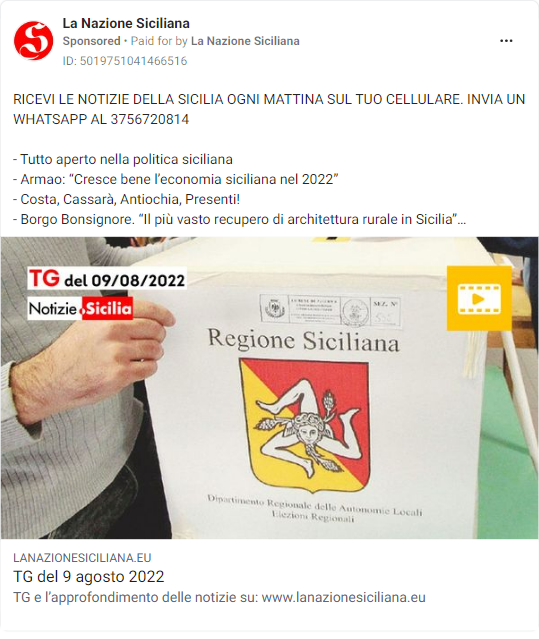 La Nazione Siciliana
Sponsored • Paid for by La Nazione Siciliana
ID: 5019751041466516
RICEVI LE NOTIZIE DELLA SICILIA OGNI MATTINA SUL TUO CELLULARE. INVIA UN
WHATSAPP AL 3756720814
- Tutto aperto nella politica siciliana
- Armao: “Cresce bene l’economia siciliana nel 2022”
- Costa, Cassarà, Antiochia, Presenti!
- Borgo Bonsignore. “Il più vasto recupero di architettura rurale in Sicilia”...
TG del 09/08/2022
Notizie Sicilia
SEZ. N°
Regione Siciliana
Dipartimento Regionale delle Autonomie Locali
Elezioni Regionali
LANAZIONESICILIANA.EU
TG del 9 agosto 2022
TG e l’approfondimento delle notizie su: www.lanazionesiciliana.eu